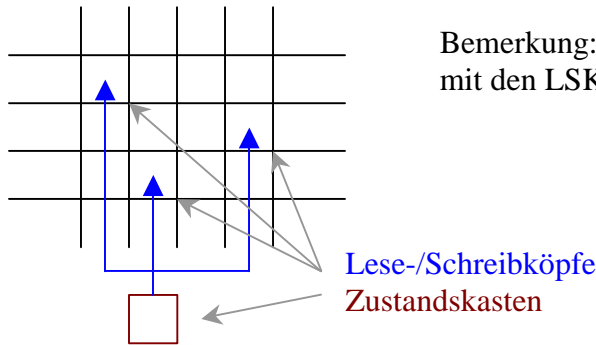 Bemerkung:
mit den LSK
Lese-/Schreibköpfe
Zustandskasten